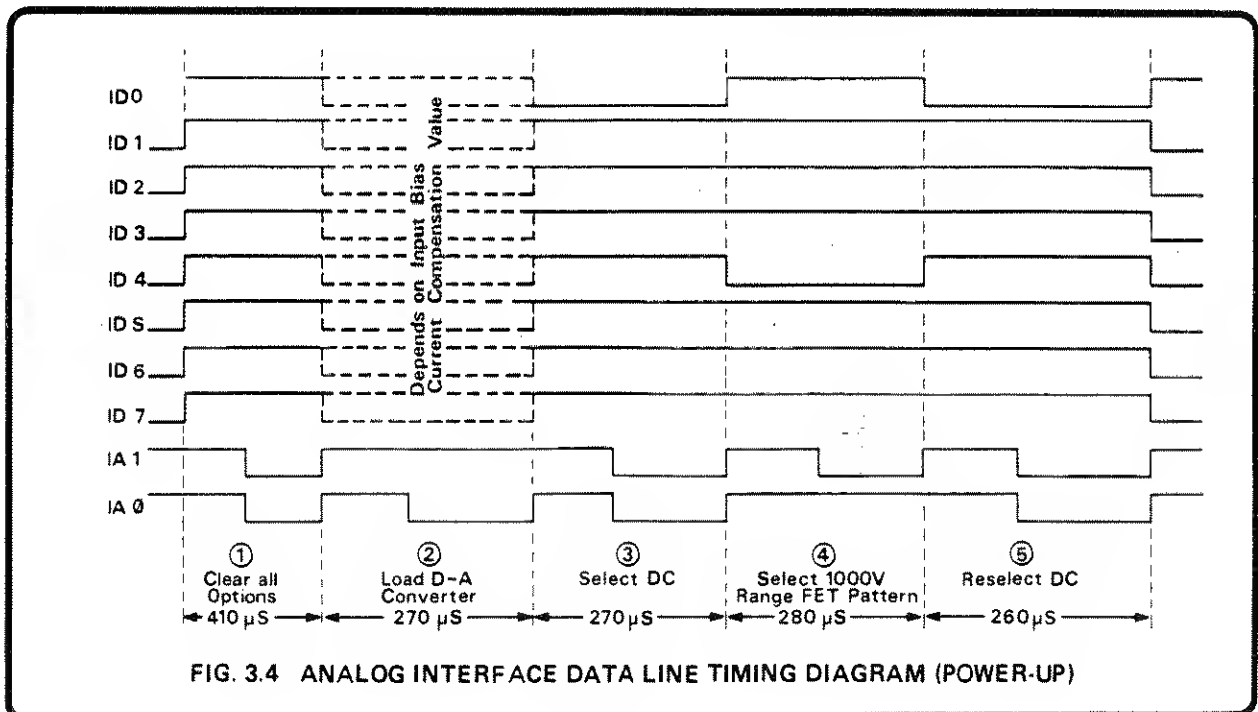 ID0
ID 1
ID 2
ID 3
ID 4
ID S
ID 6
ID 7
IA 1
IA 0
Depends on Input Bias
Current Compensation Value
① ② ③ ④ ⑤
Clear all
Options
410 µS
Load D-A
Converter
270 µS
Select DC
270 µS
Select 1000V
Range FET Pattern
280 µS
Reselect DC
260 µS
FIG. 3.4 ANALOG INTERFACE DATA LINE TIMING DIAGRAM (POWER-UP)